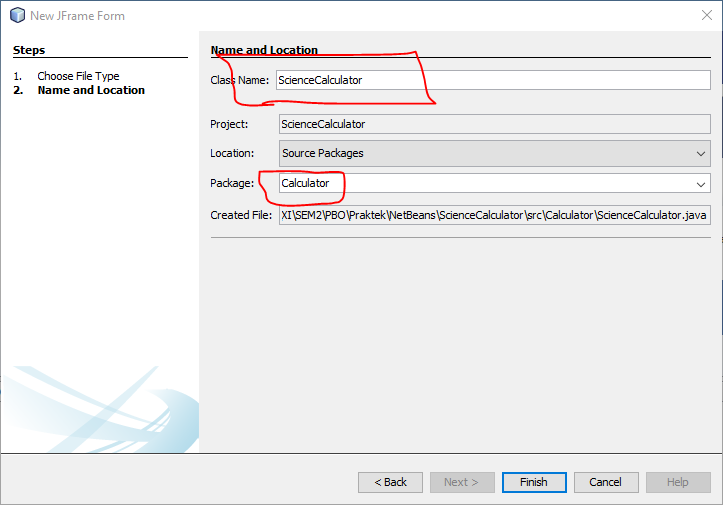 New JFrame Form
Steps
1. Choose File Type
2. Name and Location
Name and Location
Class Name: ScienceCalculator
Project: ScienceCalculator
Location: Source Packages
Package: Calculator
Created File: XI\SEM2\PBO\Praktek\NetBeans\ScienceCalculator\src\Calculator\ScienceCalculator.java
< Back Next > Finish Cancel Help